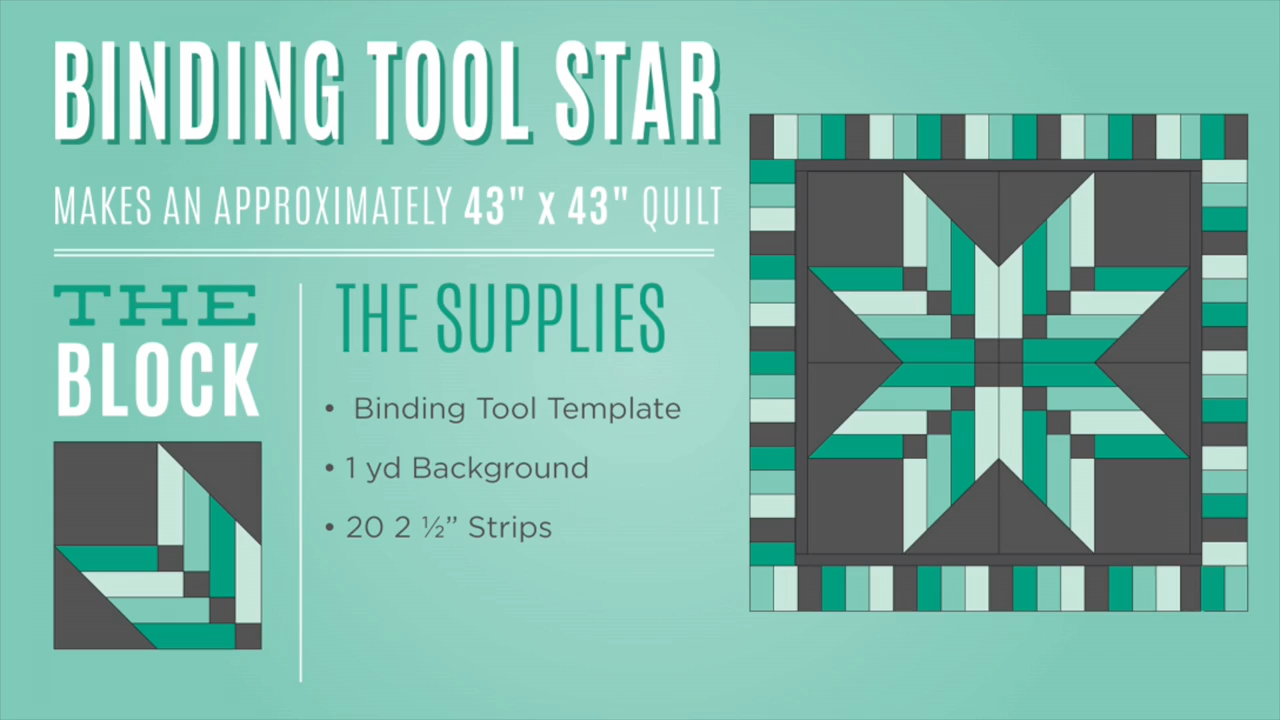 BINDING TOOL STAR
MAKES AN APPROXIMATELY 43" x 43" QUILT
THE
BLOCK
THE SUPPLIES
• Binding Tool Template
• 1 yd Background
• 20 2 ½” Strips